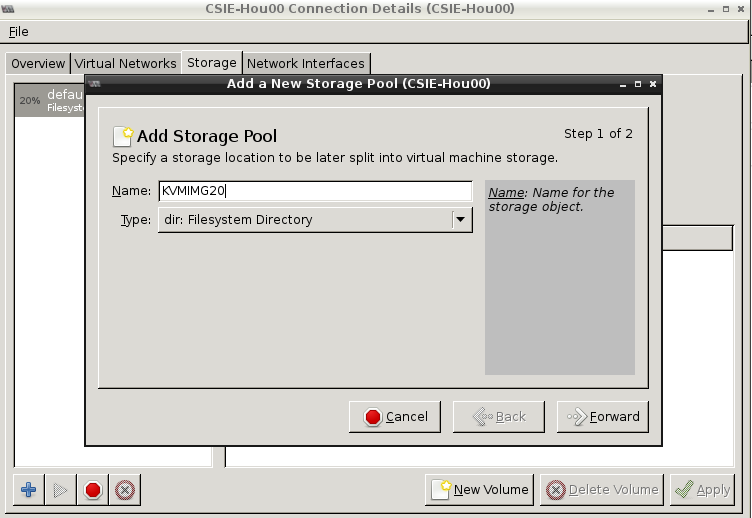 CSIE-Hou00 Connection Details (CSIE-Hou00)
File
Overview Virtual Networks Storage Network Interfaces
Add a New Storage Pool (CSIE-Hou00)
20%
Add Storage Pool
Step 1 of 2
Specify a storage location to be later split into virtual machine storage.
Name: KVMIMG20
Type: dir: Filesystem Directory
Name: Name for the
storage object.
Cancel Back Forward
New Volume Delete Volume Apply